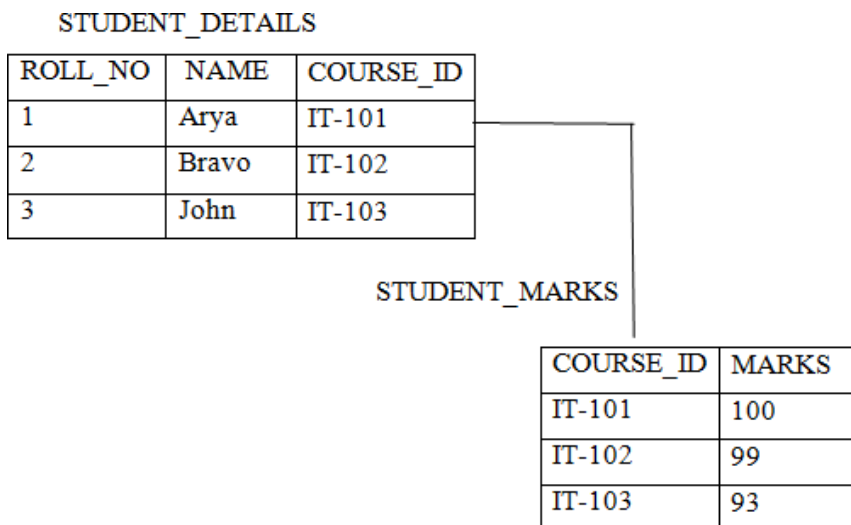 STUDENT_DETAILS
ROLL_NO NAME COURSE_ID
1 Arya IT-101
2 Bravo IT-102
3 John IT-103
STUDENT_MARKS
COURSE_ID MARKS
IT-101 100
IT-102 99
IT-103 93